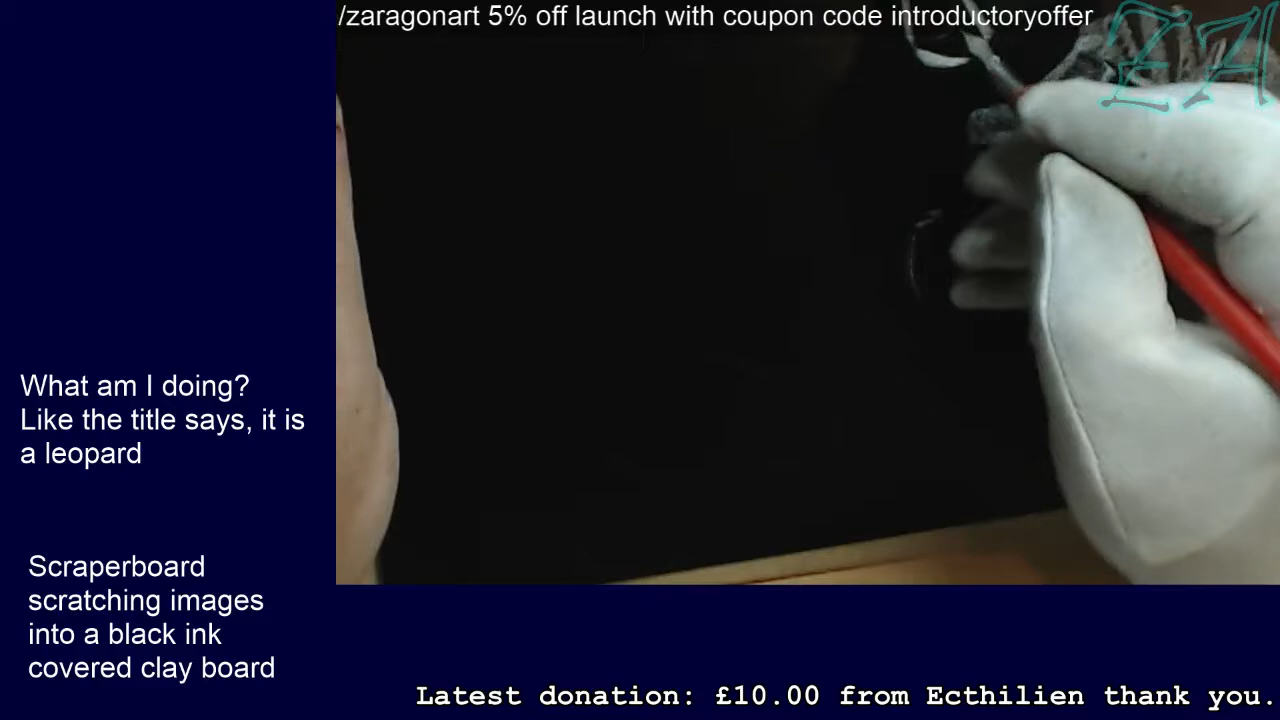 /zaragonart 5% off launch with coupon code introductoryoffer
ZA
What am I doing?
Like the title says, it is
a leopard
Scraperboard
scratching images
into a black ink
covered clay board
Latest donation: £10.00 from Ecthilien thank you.